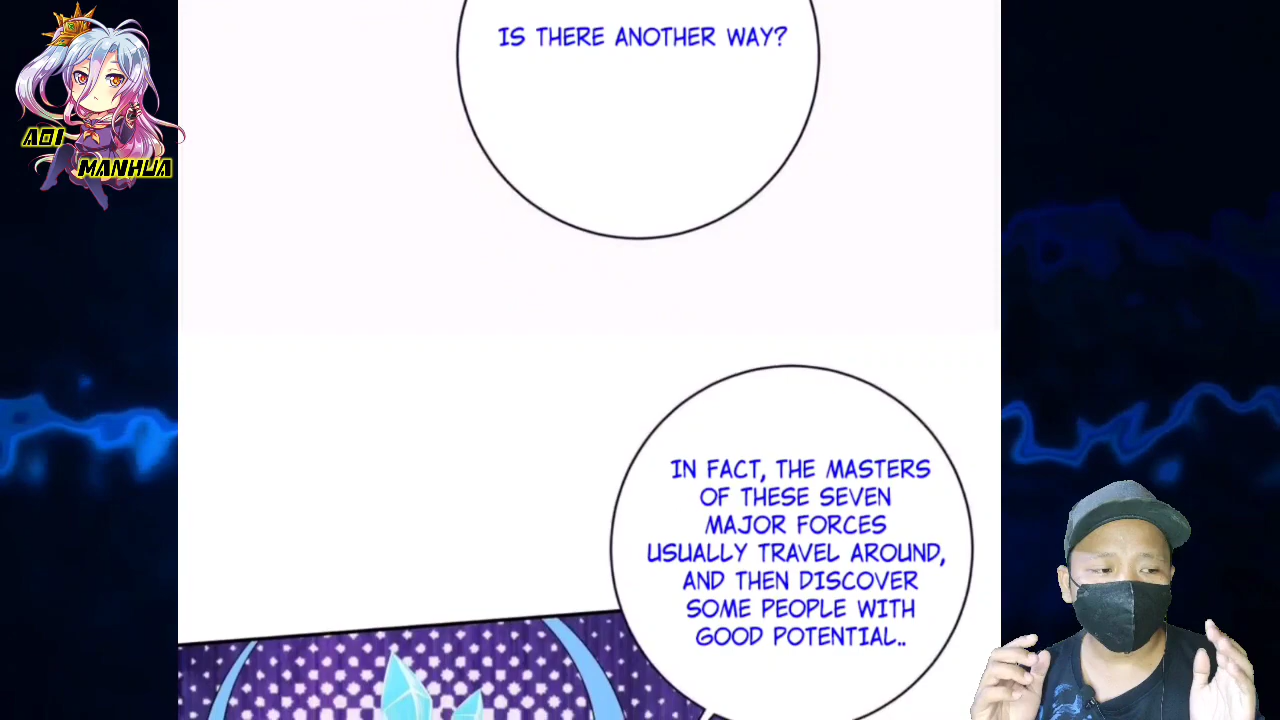 IS THERE ANOTHER WAY?
AOI
MANHUA
IN FACT, THE MASTERS
OF THESE SEVEN
MAJOR FORCES
USUALLY TRAVEL AROUND,
AND THEN DISCOVER
SOME PEOPLE WITH
GOOD POTENTIAL..